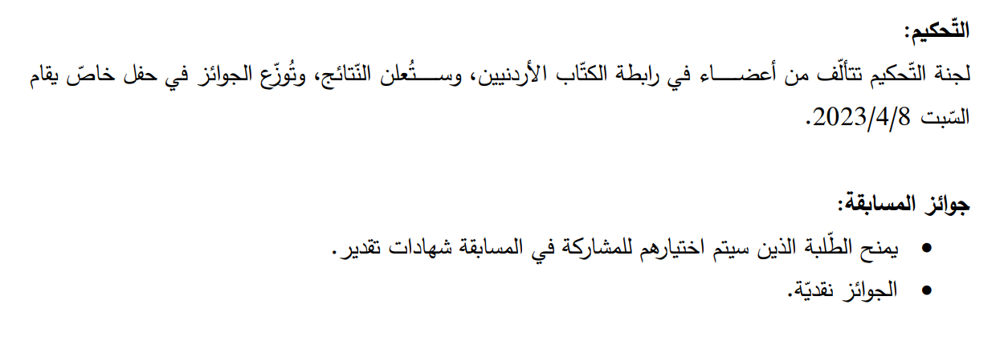 التّحكيم:
لجنة التّحكيم تتألّف من أعضاء في رابطة الكتّاب الأردنيين، وستُعلن النّتائج، وتُوزّع الجوائز في حفل خاصّ يقام
السّبت 2023/4/8.
جوائز المسابقة:
• يمنح الطّلبة الذين سيتم اختيارهم للمشاركة في المسابقة شهادات تقدير.
• الجوائز نقديّة.